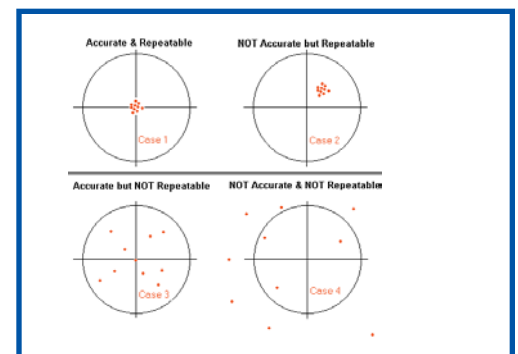 Accurate & Repeatable
NOT Accurate but Repeatable
Case 1
Case 2
Accurate but NOT Repeatable
NOT Accurate & NOT Repeatable
Case 3
Case 4